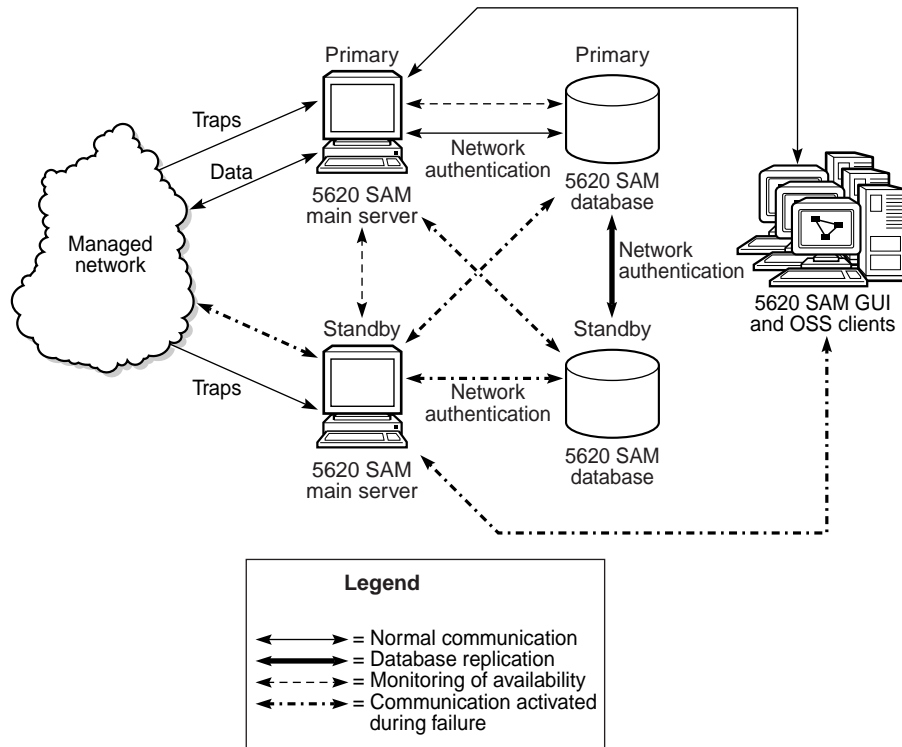 Primary
Primary
Traps
Data
Network
authentication
5620 SAM
main server
5620 SAM
database
Managed
network
Network
authentication
5620 SAM GUI
and OSS clients
Standby
Standby
Traps
Network
authentication
5620 SAM
main server
5620 SAM
database
Legend
= Normal communication
= Database replication
= Monitoring of availability
= Communication activated
during failure